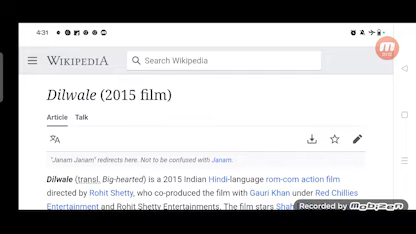 4:31
WIKIPEDIA
Search Wikipedia
Dilwale (2015 film)
Article Talk
"Janam Janam" redirects here. Not to be confused with Janam.
Dilwale (transl. Big-hearted) is a 2015 Indian Hindi-language rom-com action film
directed by Rohit Shetty, who co-produced the film with Gauri Khan under Red Chillies
Entertainment and Rohit Shetty Entertainments. The film stars Shah
Recorded by Mobizen